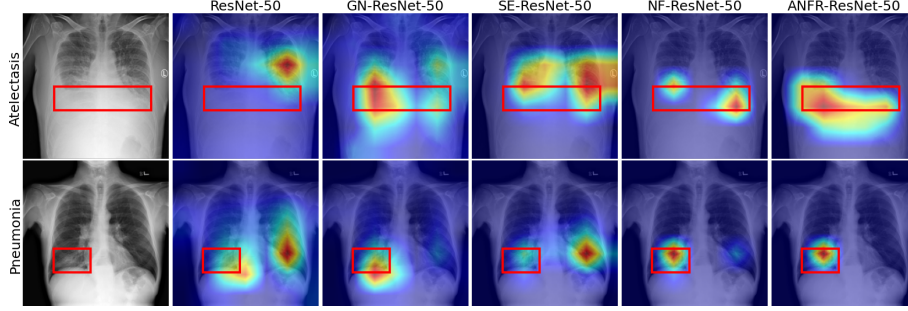 ResNet-50 GN-ResNet-50 SE-ResNet-50 NF-ResNet-50 ANFR-ResNet-50
Atelectasis
Pneumonia